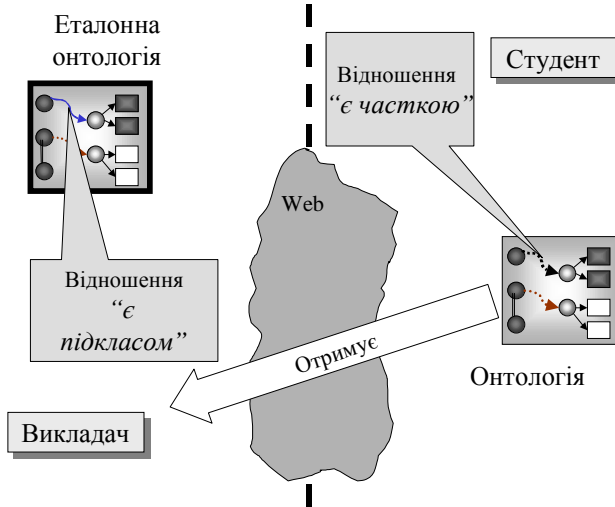 Еталонна
онтологія
Відношення
“є часткою”
Студент
Web
Відношення
“є
підкласом”
Отримує
Онтологія
Викладач